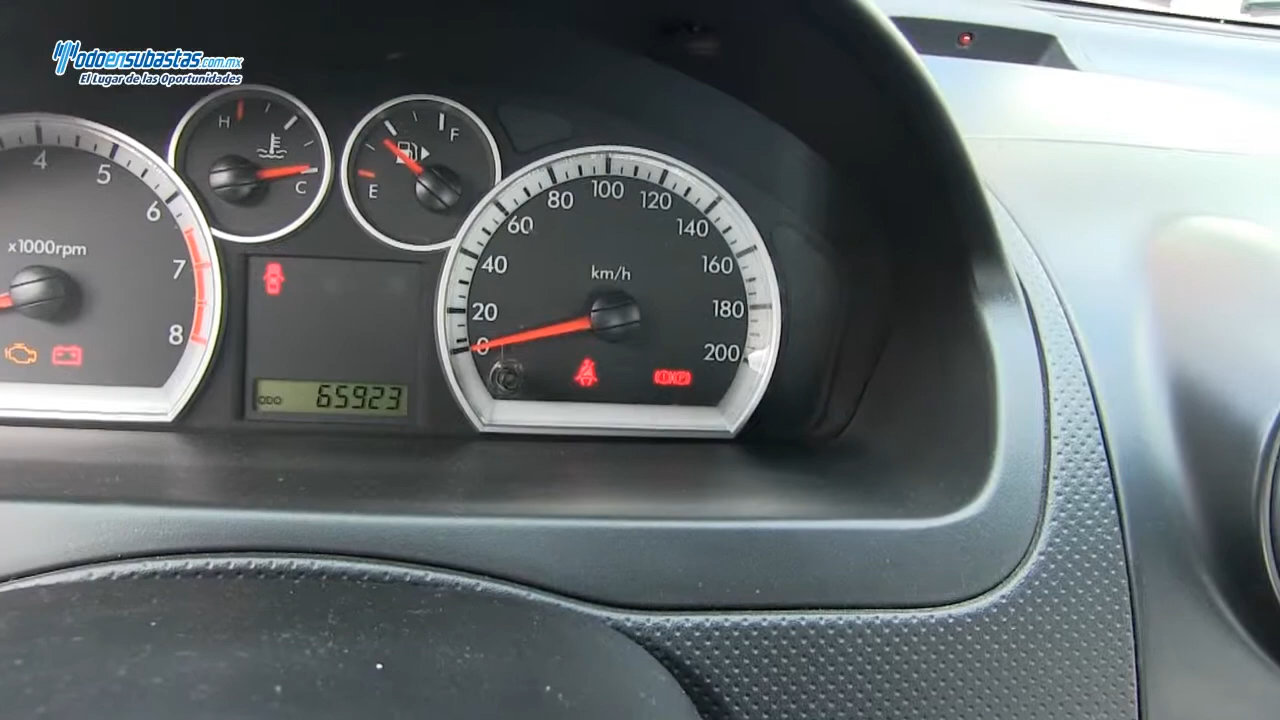 Todoensubastas.com.mx
El Lugar de las Oportunidades
H
C
F
E
4
5
6
7
8
x1000rpm
0
20
40
60
80
100
120
140
160
180
200
km/h
ODO 65923